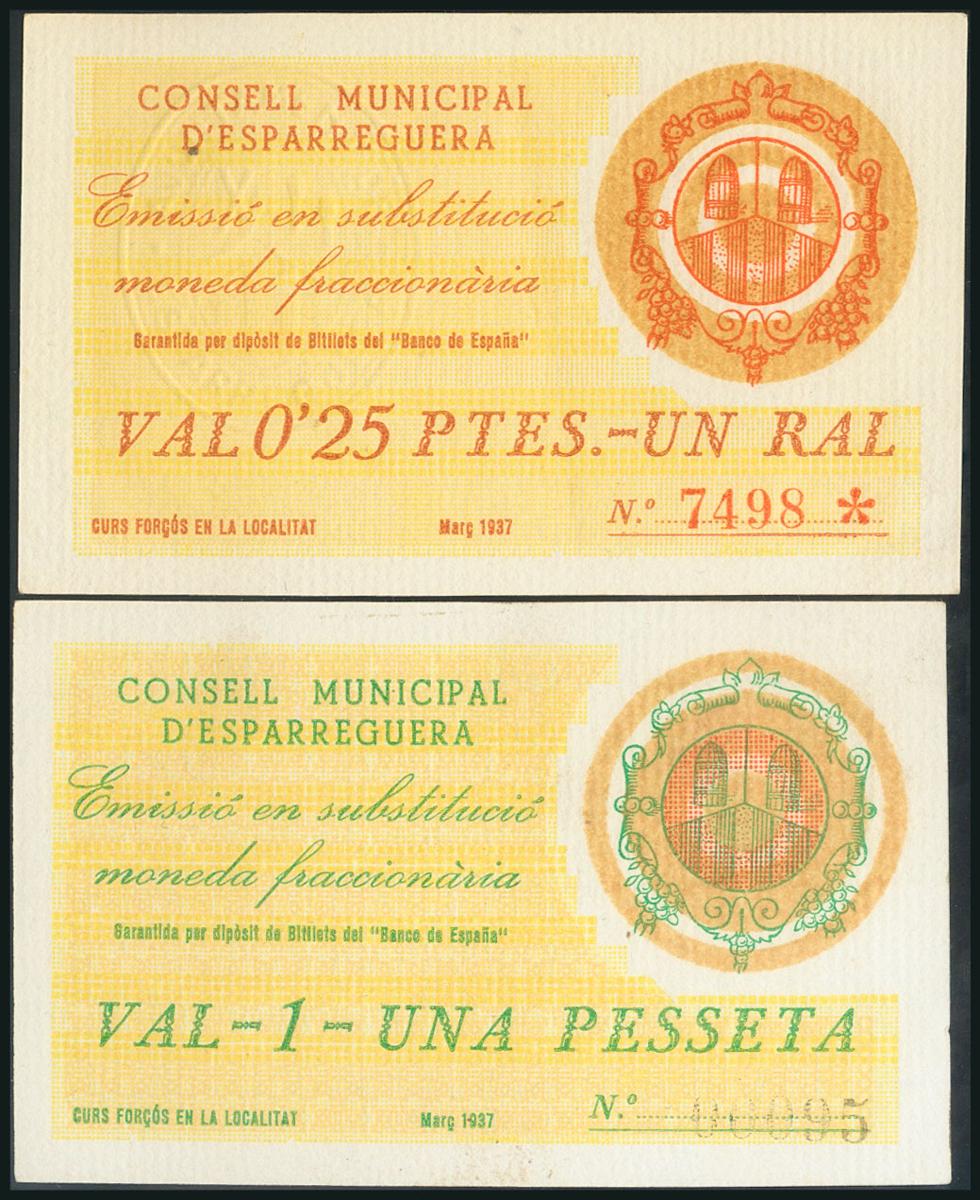 CONSELL MUNICIPAL
D'ESPARREGUERA
Emissió en substitució
moneda fraccionària
Garantida per dipòsit de Bitllets del "Banco de España"
VAL 0'25 PTES.-UN RAL
CURS FORÇÓS EN LA LOCALITAT Març 1937 N.º 7498 *
CONSELL MUNICIPAL
D'ESPARREGUERA
Emissió en substitució
moneda fraccionària
Garantida per dipòsit de Bitllets del "Banco de España"
VAL-1-UNA PESSETA
CURS FORÇÓS EN LA LOCALITAT Març 1937 N.º 00095